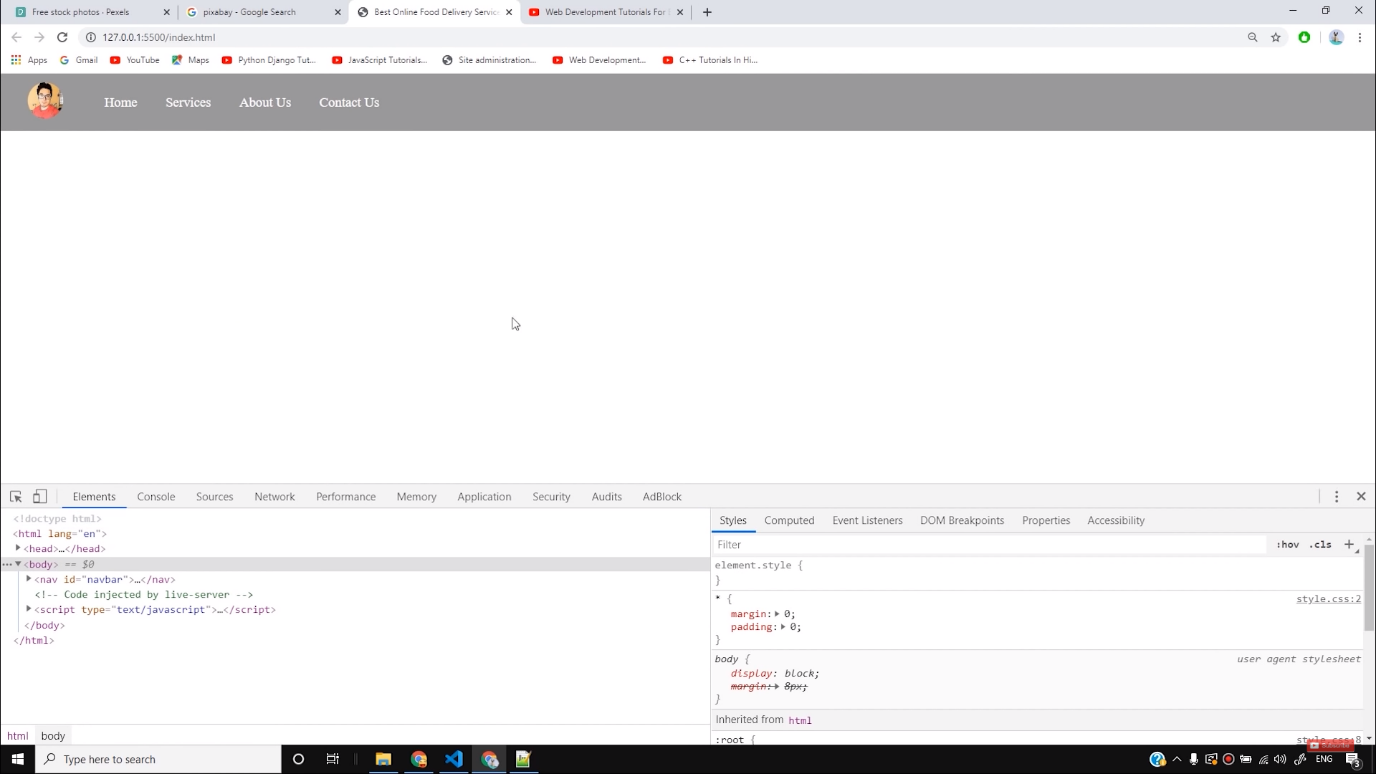 Free stock photos · Pexels
pixabay - Google Search
Best Online Food Delivery Servic
Web Development Tutorials For
127.0.0.1:5500/index.html
Apps Gmail YouTube Maps Python Django Tut... JavaScript Tutorials... Site administration... Web Development... C++ Tutorials In Hi...
Home Services About Us Contact Us
Elements Console Sources Network Performance Memory Application Security Audits AdBlock
<!doctype html>
<html lang="en">
<head>…</head>
<body> == $0
<nav id="navbar">…</nav>
<!-- Code injected by live-server -->
<script type="text/javascript">…</script>
</body>
</html>
html body
Styles Computed Event Listeners DOM Breakpoints Properties Accessibility
Filter :hov .cls +
element.style {
}
* { style.css:2
margin: 0;
padding: 0;
}
body { user agent stylesheet
display: block;
margin: 8px;
}
Inherited from html
:root { style.css:8
Type here to search
ENG
3